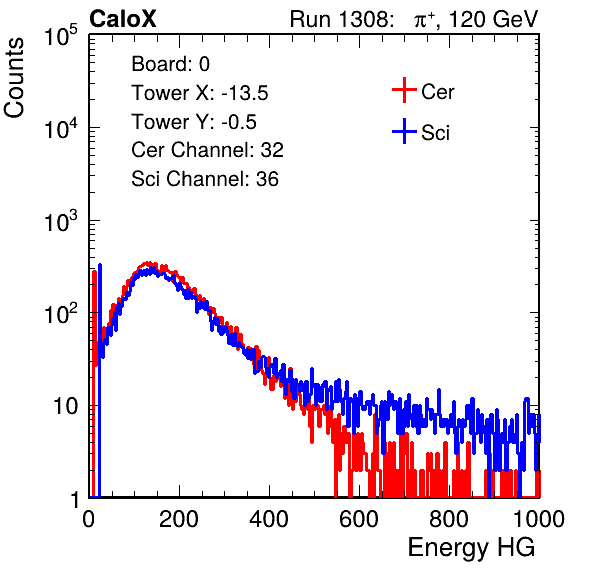 CaloX Run 1308: π⁺, 120 GeV
Counts
10⁵
10⁴
10³
10²
10
1
Board: 0
Tower X: -13.5
Tower Y: -0.5
Cer Channel: 32
Sci Channel: 36
Cer
Sci
0 200 400 600 800 1000
Energy HG